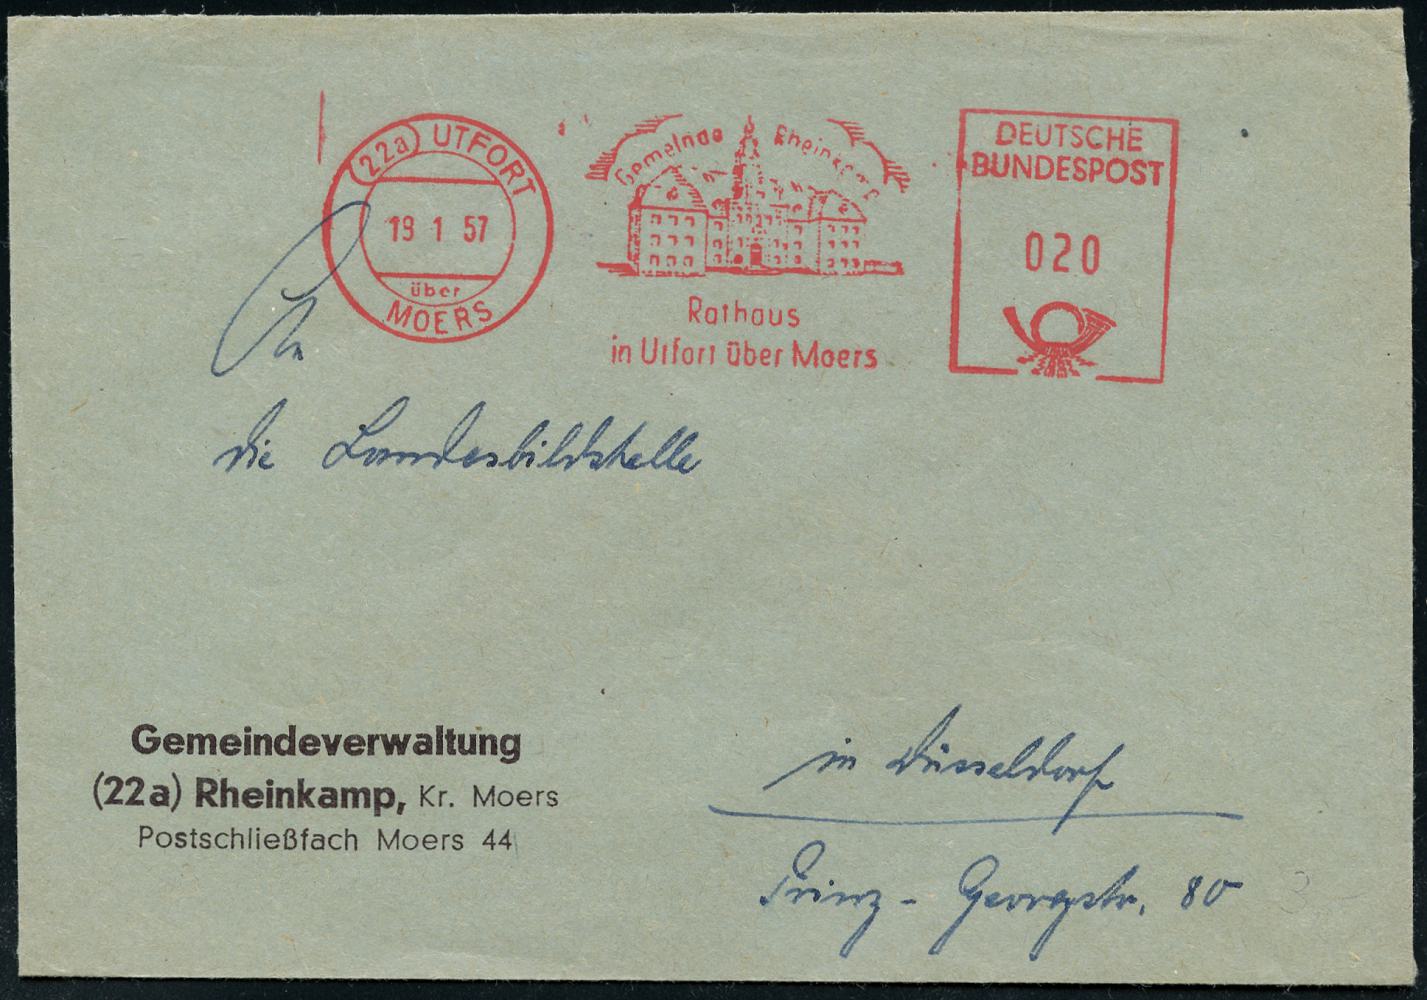 (22a) UTFORT
19 1 57
über
MOERS
Gemeinde Rheinkamp
Rathaus
in Utfort über Moers
DEUTSCHE
BUNDESPOST
020
An
die Landesbildstelle
in Düsseldorf
Prinz-Georgstr. 80
Gemeindeverwaltung
(22a) Rheinkamp, Kr. Moers
Postschließfach Moers 44